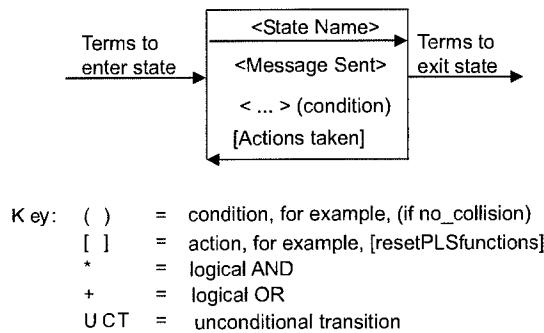 <State Name>
Terms to
enter state
Terms to
exit state
<Message Sent>
< ... > (condition)
[Actions taken]
Key: ( ) = condition, for example, (if no_collision)
[ ] = action, for example, [resetPLSfunctions]
* = logical AND
+ = logical OR
UCT = unconditional transition